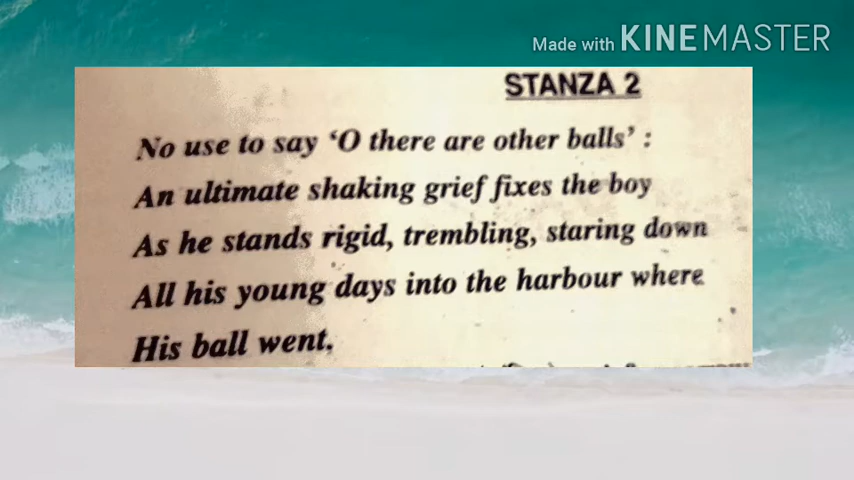 Made with KINEMASTER
STANZA 2
No use to say ‘O there are other balls’ :
An ultimate shaking grief fixes the boy
As he stands rigid, trembling, staring down
All his young days into the harbour where
His ball went.